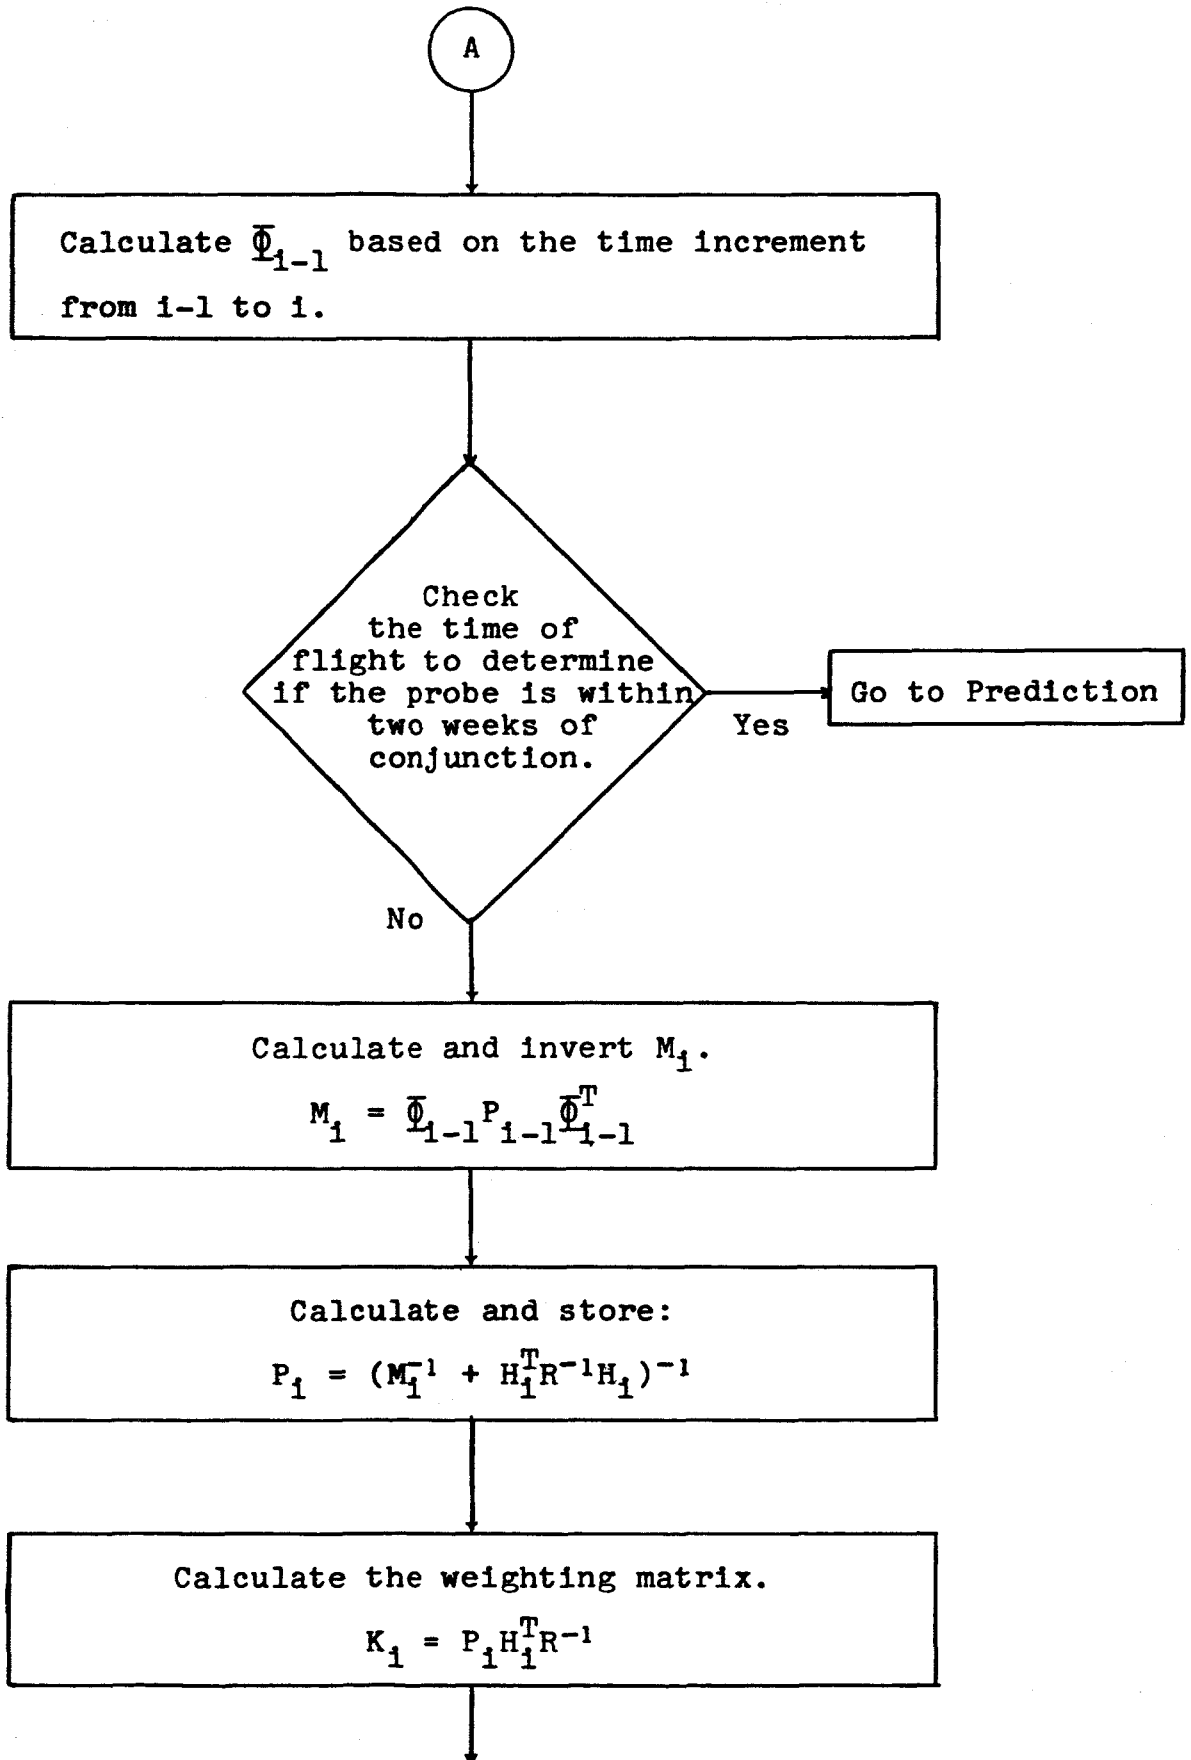 A
Calculate Φ̄_{i-1} based on the time increment
from i-1 to i.
Check
the time of
flight to determine
if the probe is within
two weeks of
conjunction.
Yes
Go to Prediction
No
Calculate and invert M_i.
M_i = Φ̄_{i-1} P_{i-1} Φ̄^T_{i-1}
Calculate and store:
P_i = (M_i^{-1} + H_i^T R^{-1} H_i)^{-1}
Calculate the weighting matrix.
K_i = P_i H_i^T R^{-1}